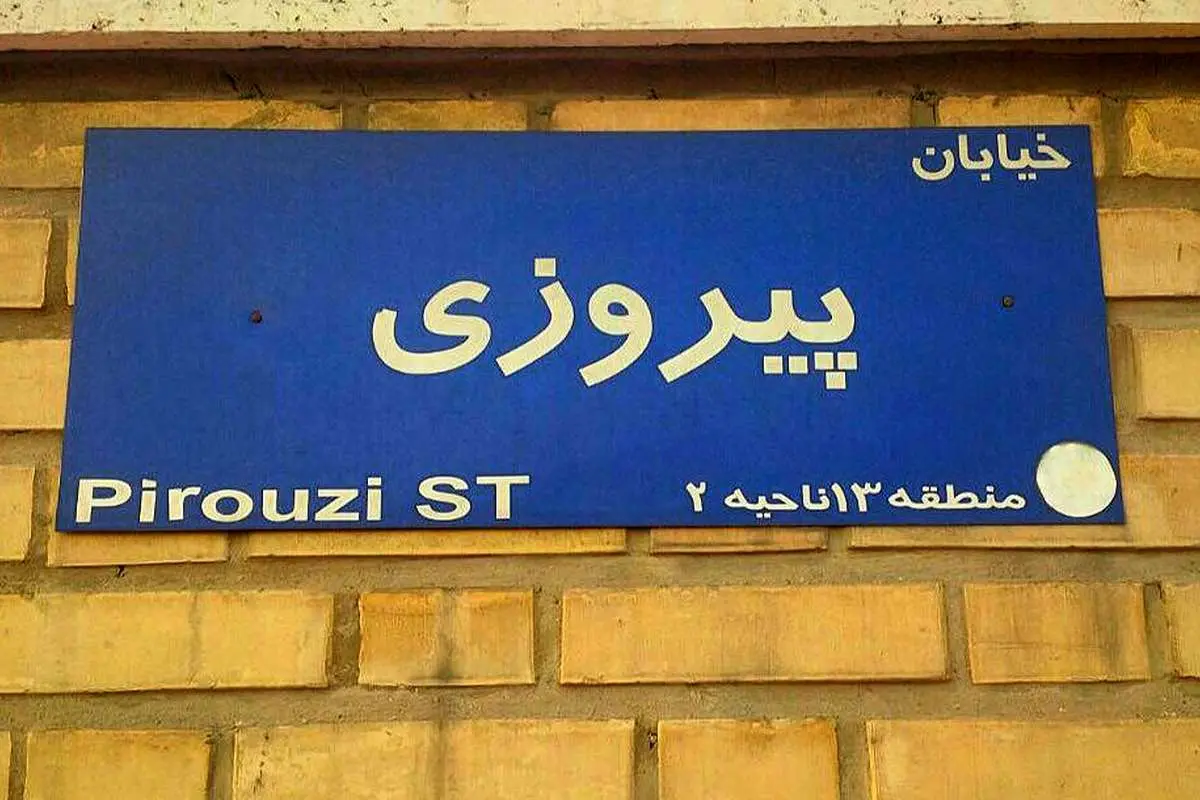 خیابان
پیروزی
منطقه ۱۳ ناحیه ۲
Pirouzi ST